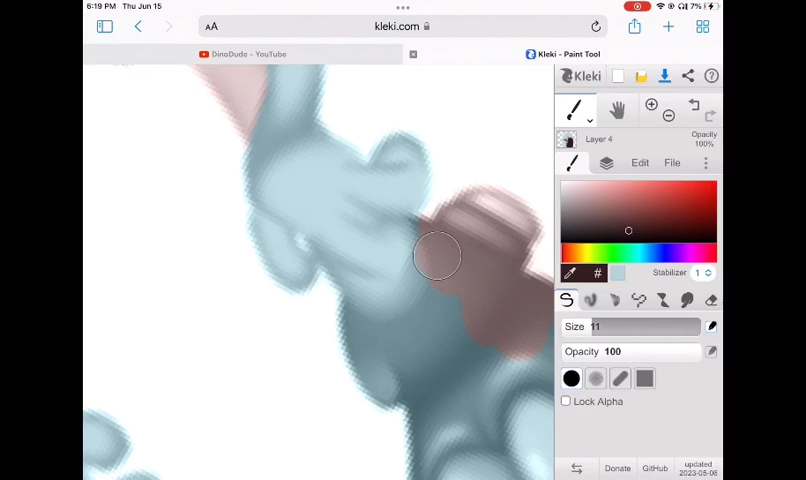 6:19 PM Thu Jun 15
7%
AA
kleki.com
DinoDude - YouTube
Kleki - Paint Tool
Kleki
?
Layer 4
Opacity
100%
Edit
File
#
Stabilizer
1
Size 11
Opacity 100
Lock Alpha
Donate
GitHub
updated
2023-05-06